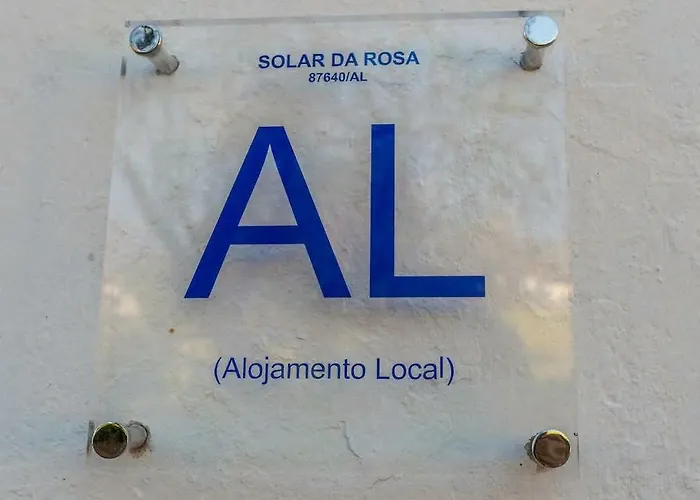 SOLAR DA ROSA
87640/AL
AL
(Alojamento Local)